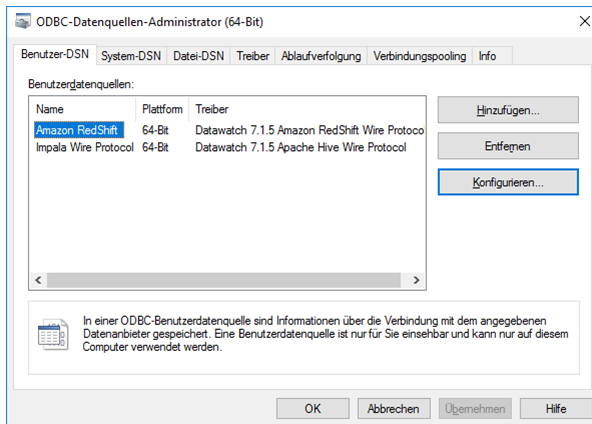 ODBC-Datenquellen-Administrator (64-Bit)
Benutzer-DSN System-DSN Datei-DSN Treiber Ablaufverfolgung Verbindungspooling Info
Benutzerdatenquellen:
Name Plattform Treiber
Amazon RedShift 64-Bit Datawatch 7.1.5 Amazon RedShift Wire Protoco
Impala Wire Protocol 64-Bit Datawatch 7.1.5 Apache Hive Wire Protocol
Hinzufügen...
Entfernen
Konfigurieren...
In einer ODBC-Benutzerdatenquelle sind Informationen über die Verbindung mit dem angegebenen
Datenanbieter gespeichert. Eine Benutzerdatenquelle ist nur für Sie einsehbar und kann nur auf diesem
Computer verwendet werden.
OK Abbrechen Übernehmen Hilfe